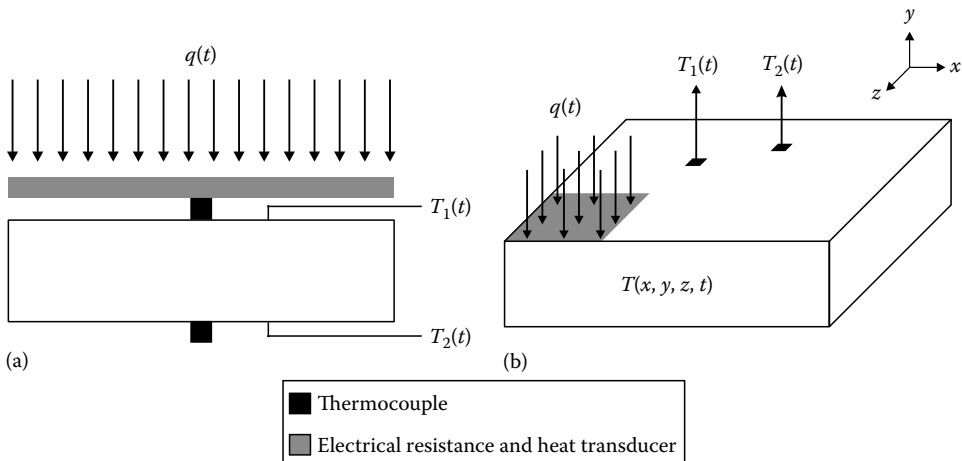 q(t)
T₁(t)
T₂(t)
(a)
q(t)
T₁(t)
T₂(t)
y
x
z
T(x, y, z, t)
(b)
Thermocouple
Electrical resistance and heat transducer